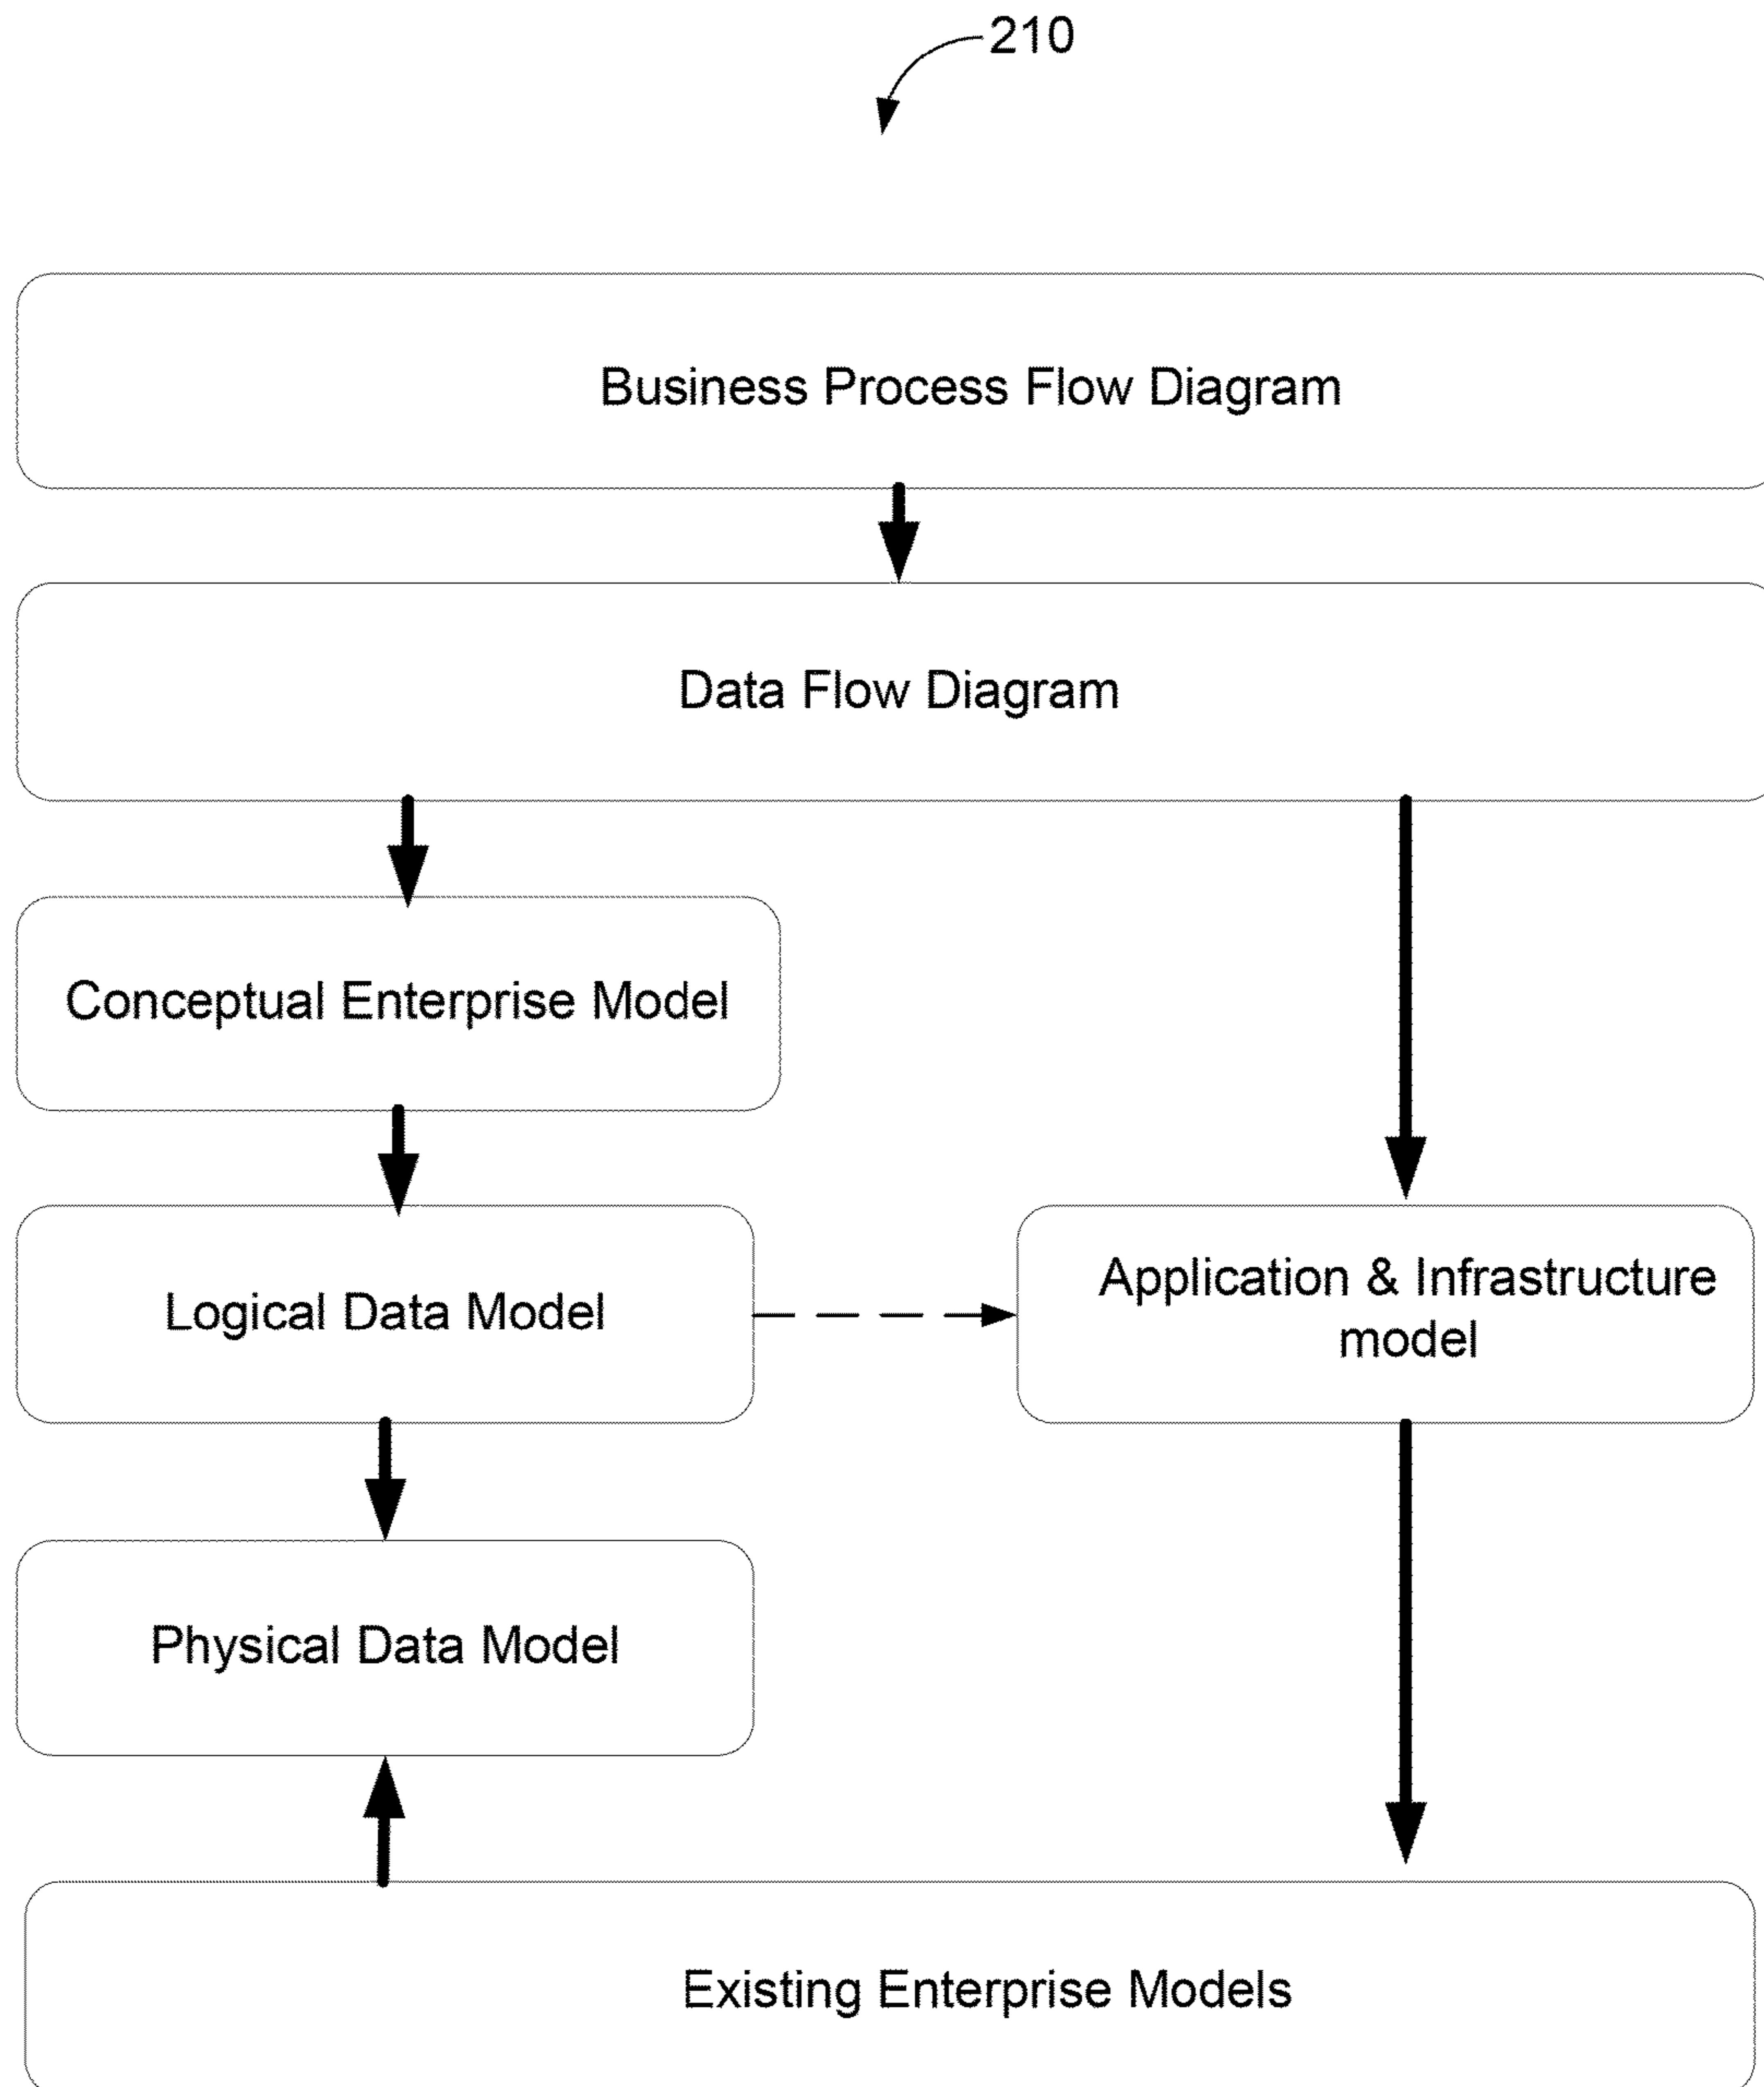 210
Business Process Flow Diagram
Data Flow Diagram
Conceptual Enterprise Model
Logical Data Model
Application & Infrastructure
model
Physical Data Model
Existing Enterprise Models